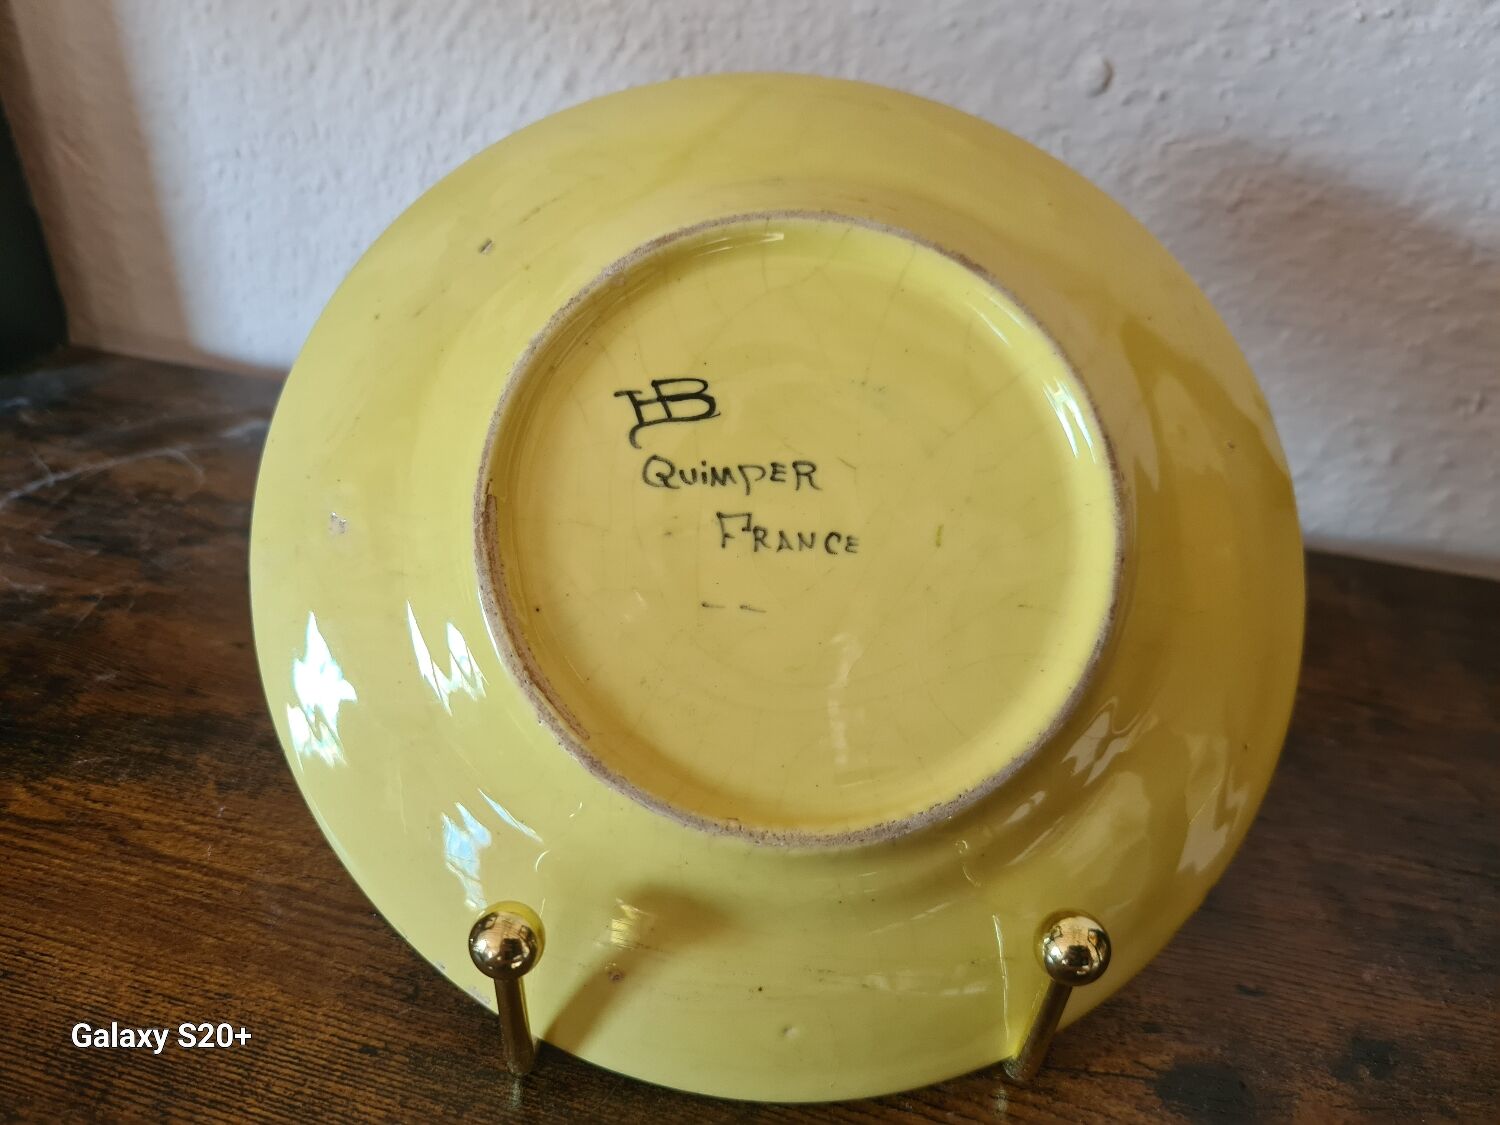 HB
QUiMPER
FRANCE
Galaxy S20+